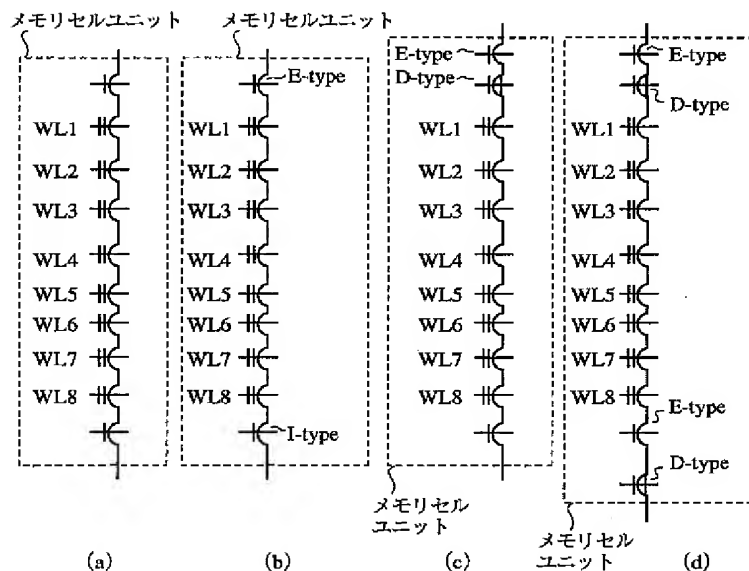 メモリセルユニット
WL1
WL2
WL3
WL4
WL5
WL6
WL7
WL8
(a)
メモリセルユニット
E-type
WL1
WL2
WL3
WL4
WL5
WL6
WL7
WL8
I-type
(b)
E-type
D-type
WL1
WL2
WL3
WL4
WL5
WL6
WL7
WL8
メモリセル
ユニット
(c)
E-type
D-type
WL1
WL2
WL3
WL4
WL5
WL6
WL7
WL8
E-type
D-type
メモリセル
ユニット
(d)